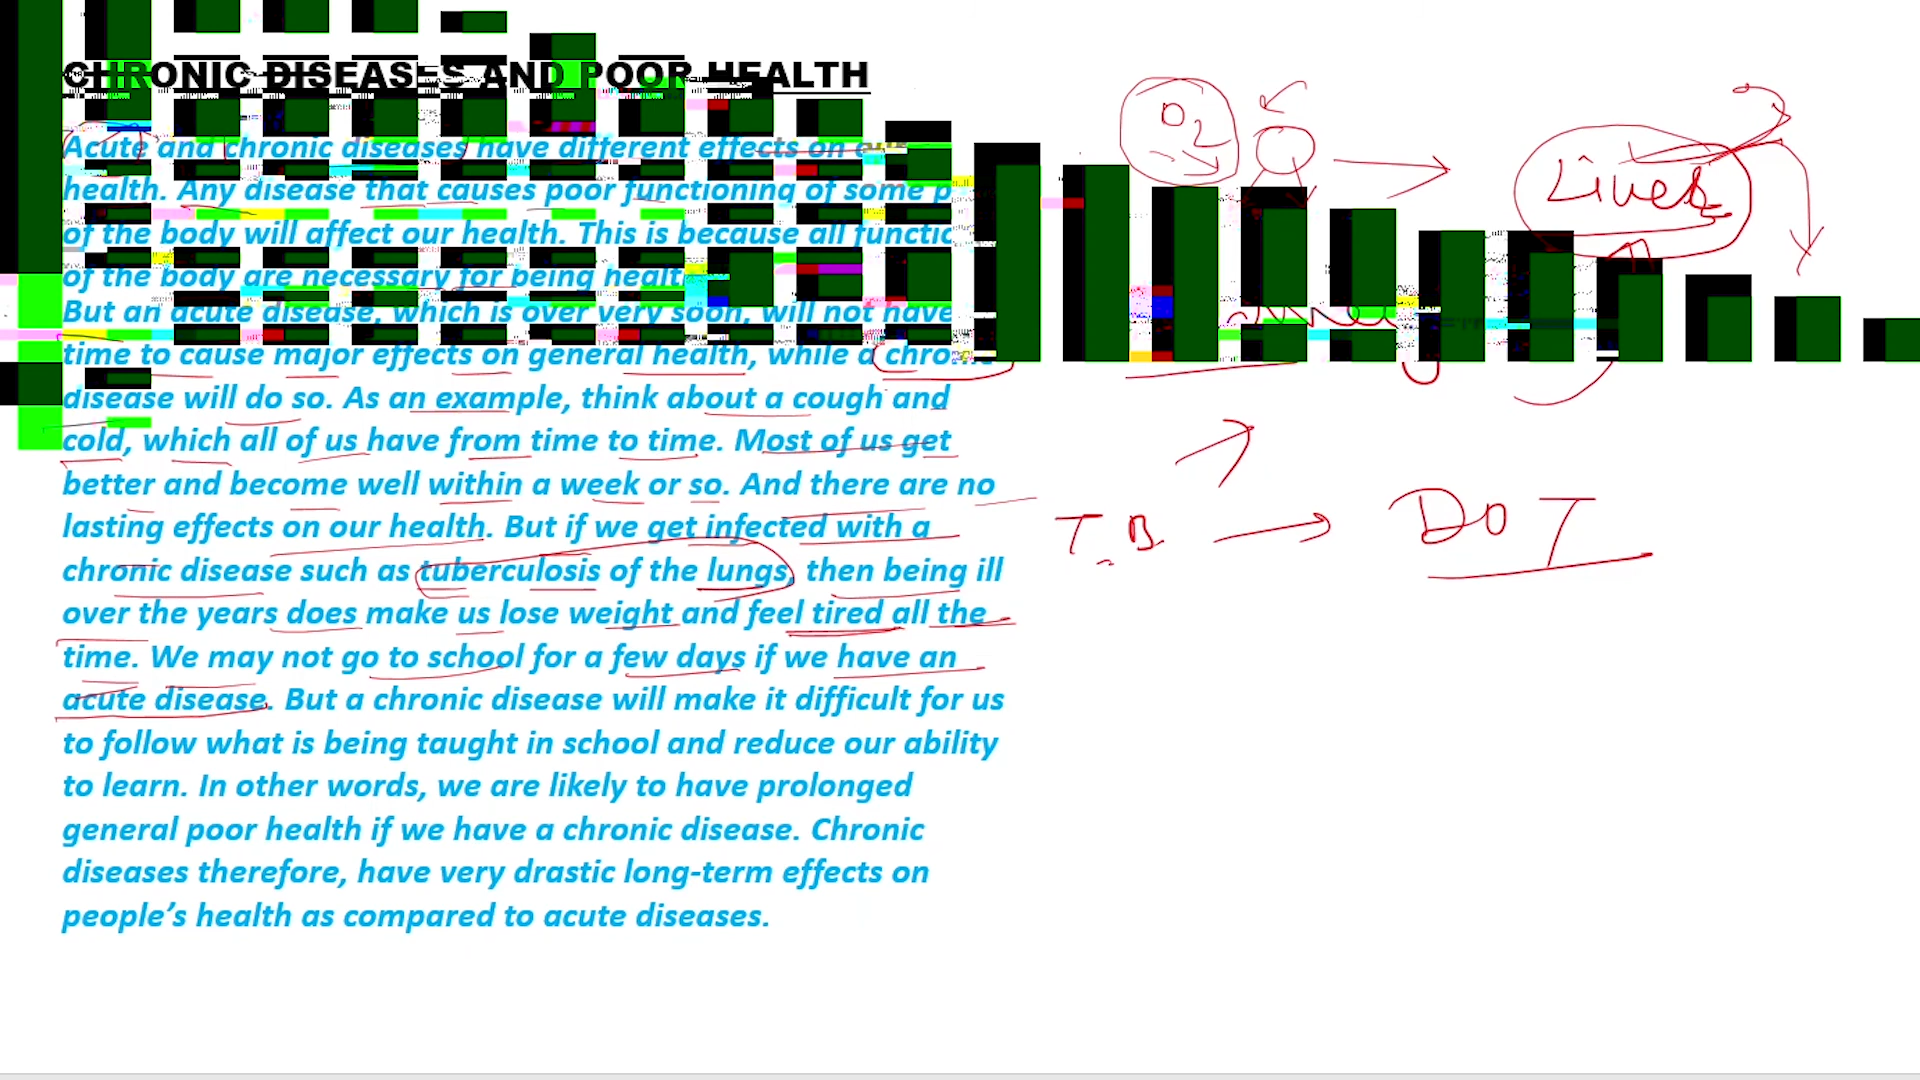 CHRONIC DISEASES AND POOR HEALTH
Acute and chronic diseases have different effects on our
health. Any disease that causes poor functioning of some p
of the body will affect our health. This is because all functio
of the body are necessary for being healt
But an acute disease, which is over very soon, will not have
time to cause major effects on general health, while a chronic
disease will do so. As an example, think about a cough and
cold, which all of us have from time to time. Most of us get
better and become well within a week or so. And there are no
lasting effects on our health. But if we get infected with a
chronic disease such as tuberculosis of the lungs, then being ill
over the years does make us lose weight and feel tired all the
time. We may not go to school for a few days if we have an
acute disease. But a chronic disease will make it difficult for us
to follow what is being taught in school and reduce our ability
to learn. In other words, we are likely to have prolonged
general poor health if we have a chronic disease. Chronic
diseases therefore, have very drastic long-term effects on
people's health as compared to acute diseases.
O2
Liver
T.B → DOT